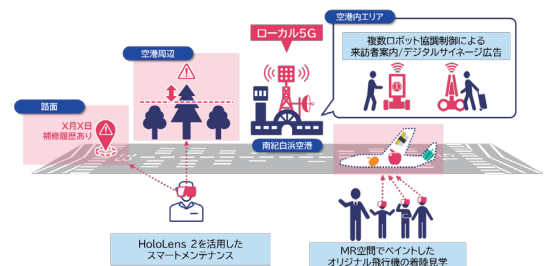 空港内エリア
ローカル5G
複数ロボット協調制御による
来訪者案内/デジタルサイネージ広告
空港周辺
路面
X月X日
補修履歴あり
南紀白浜空港
HoloLens 2を活用した
スマートメンテナンス
MR空間でペイントした
オリジナル飛行機の着陸見学